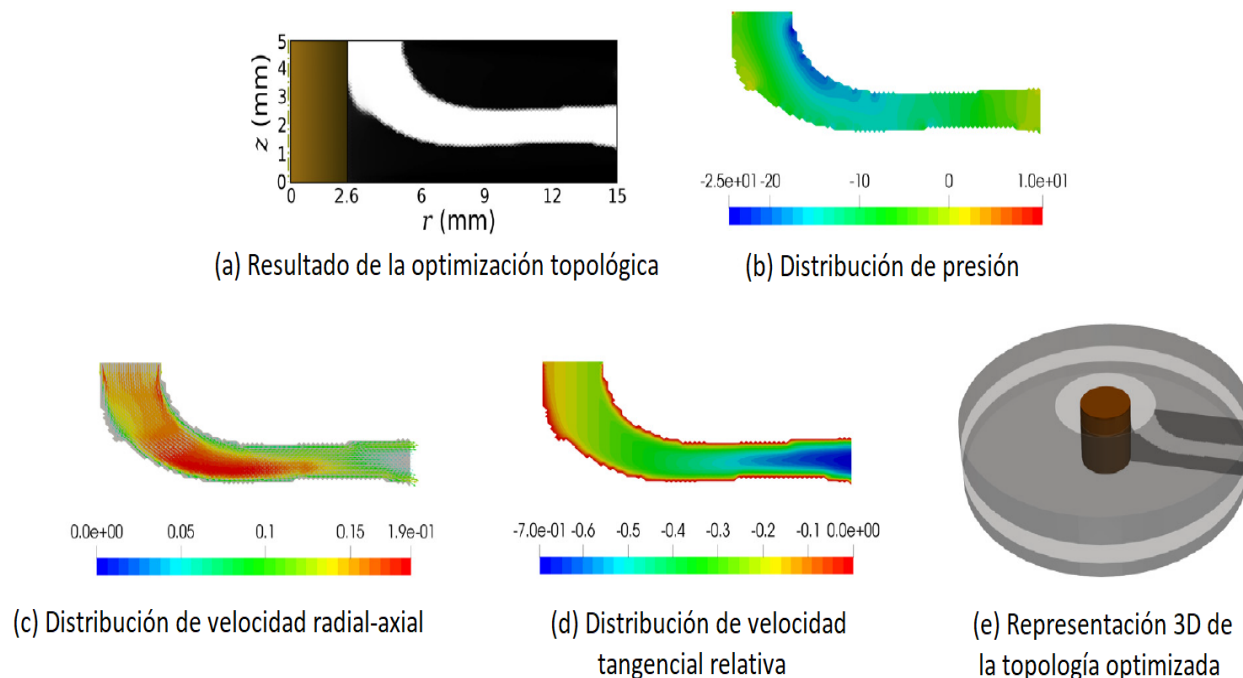 5
4
3
2
1
0
z (mm)
0 2.6 6 9 12 15
r (mm)
(a) Resultado de la optimización topológica
-2.5e+01 -20 -10 0 1.0e+01
(b) Distribución de presión
0.0e+00 0.05 0.1 0.15 1.9e-01
(c) Distribución de velocidad radial-axial
-7.0e-01 -0.6 -0.5 -0.4 -0.3 -0.2 -0.1 0.0e+00
(d) Distribución de velocidad
tangencial relativa
(e) Representación 3D de
la topología optimizada